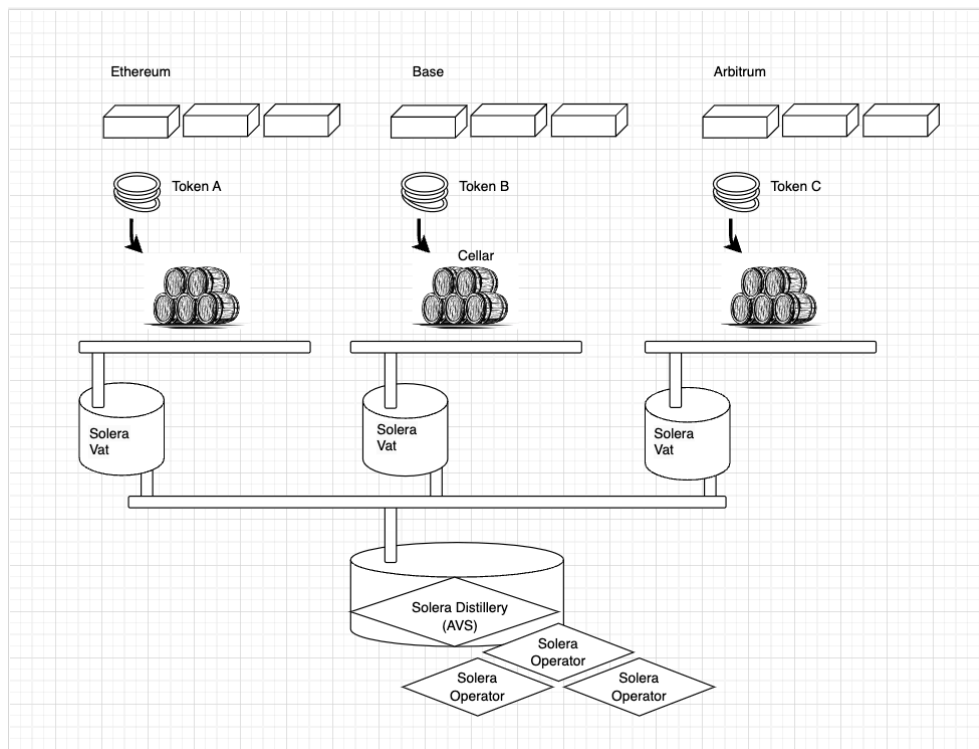 Ethereum
Base
Arbitrum
Token A
Token B
Token C
Cellar
Solera
Vat
Solera
Vat
Solera
Vat
Solera Distillery
(AVS)
Solera
Operator
Solera
Operator
Solera
Operator